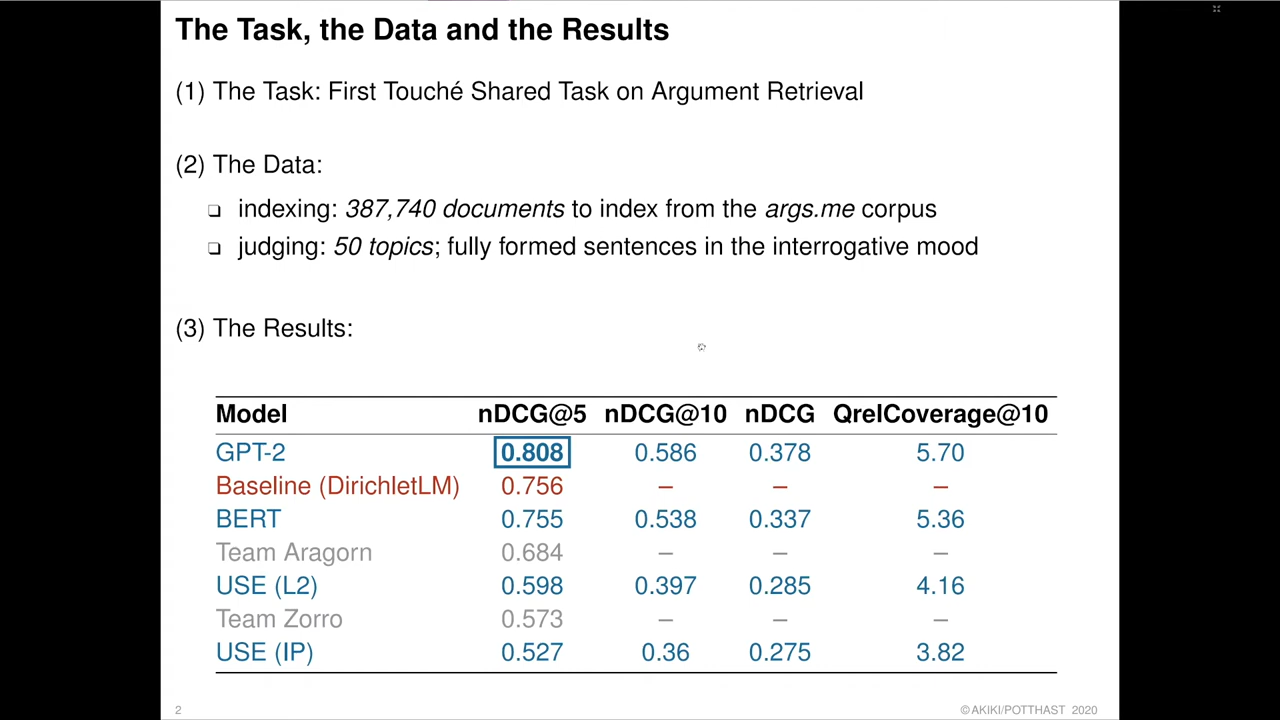 The Task, the Data and the Results
(1) The Task: First Touché Shared Task on Argument Retrieval
(2) The Data:
❏ indexing: 387,740 documents to index from the args.me corpus
❏ judging: 50 topics; fully formed sentences in the interrogative mood
(3) The Results:
Model nDCG@5 nDCG@10 nDCG QrelCoverage@10
GPT-2 0.808 0.586 0.378 5.70
Baseline (DirichletLM) 0.756 – – –
BERT 0.755 0.538 0.337 5.36
Team Aragorn 0.684 – – –
USE (L2) 0.598 0.397 0.285 4.16
Team Zorro 0.573 – – –
USE (IP) 0.527 0.36 0.275 3.82
2 © AKIKI/POTTHAST 2020